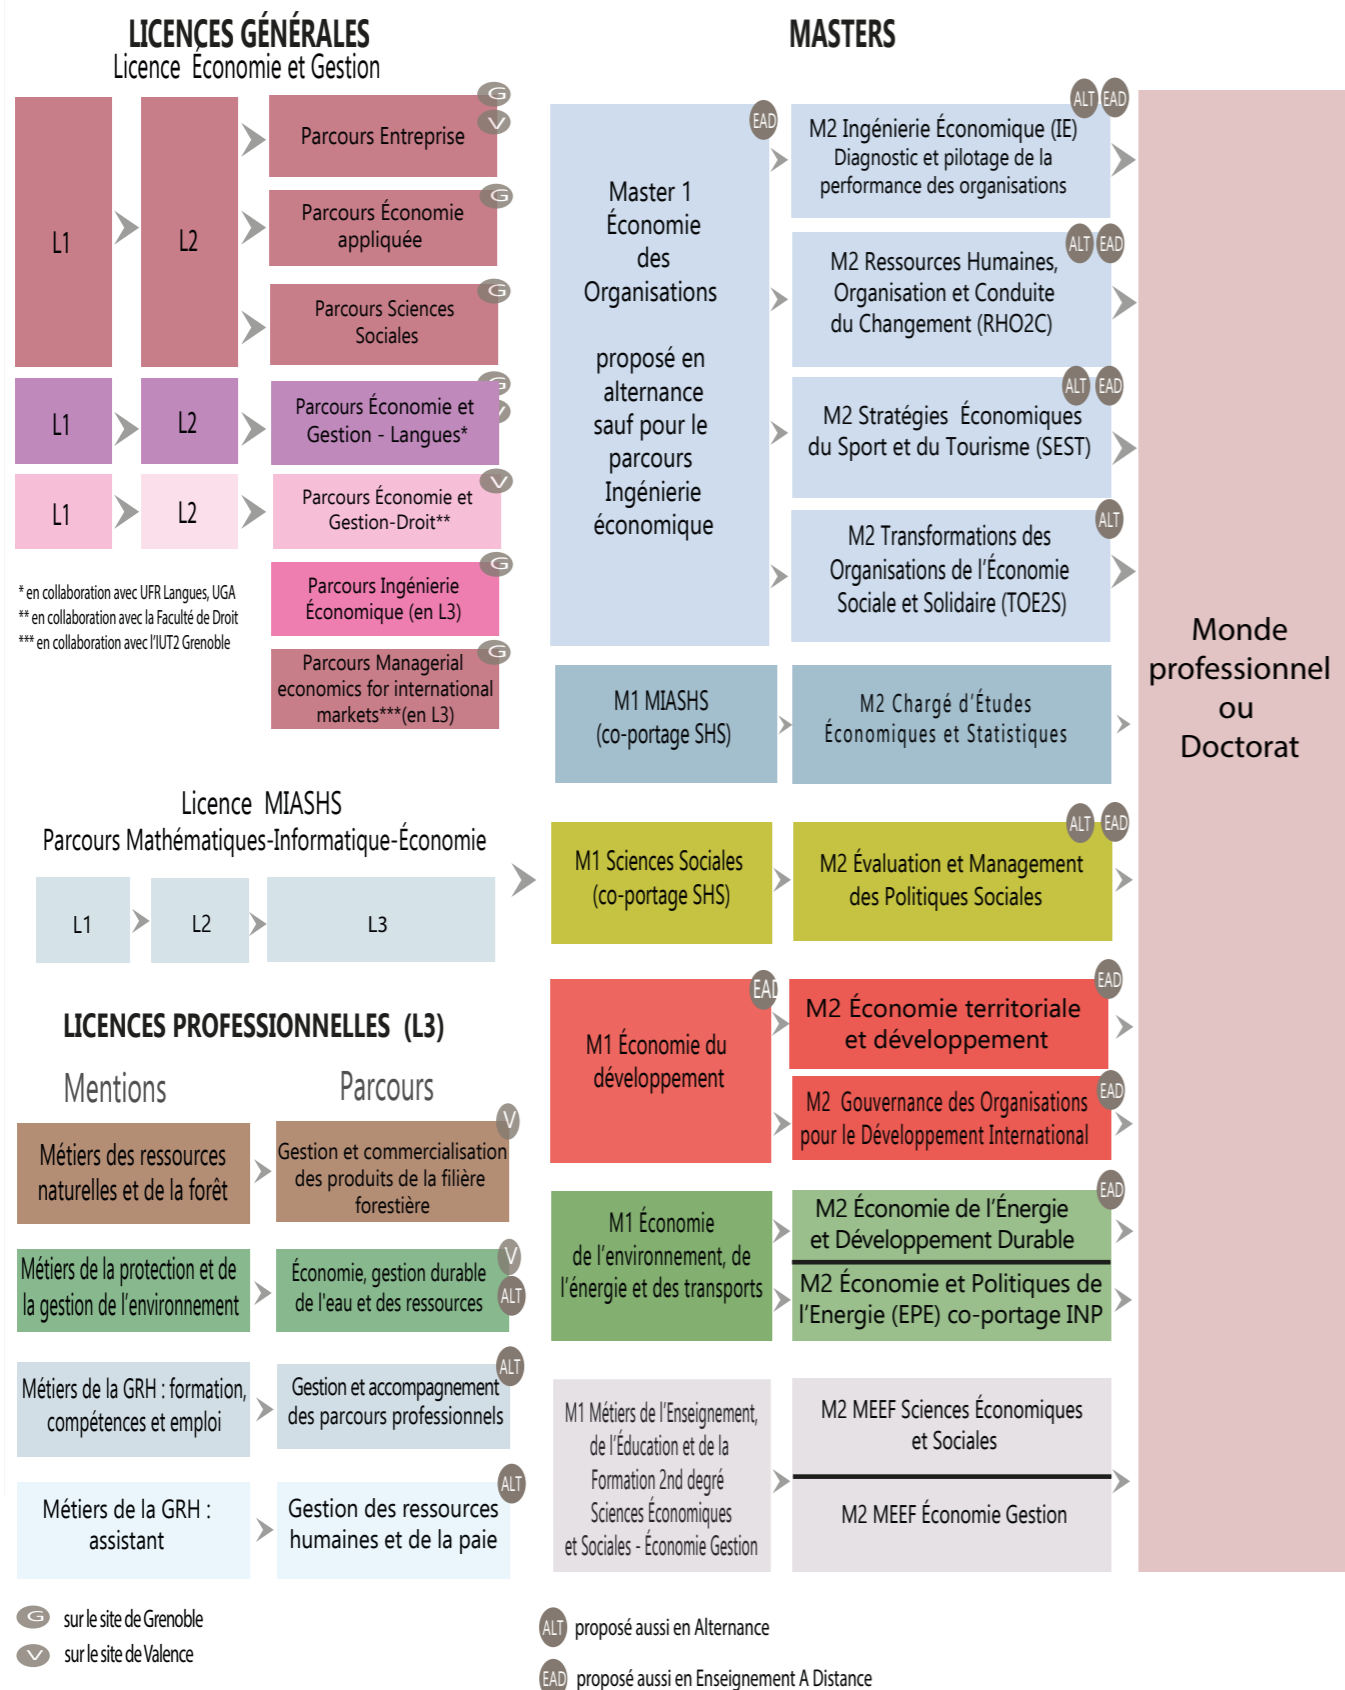 LICENCES GÉNÉRALES
Licence Économie et Gestion
L1
L2
G
V
Parcours Entreprise
G
Parcours Économie
appliquée
G
Parcours Sciences
Sociales
L1
L2
G
V
Parcours Économie et
Gestion - Langues*
L1
L2
V
Parcours Économie et
Gestion-Droit**
G
Parcours Ingénierie
Économique (en L3)
G
Parcours Managerial
economics for international
markets***(en L3)
* en collaboration avec UFR Langues, UGA
** en collaboration avec la Faculté de Droit
*** en collaboration avec l'IUT2 Grenoble
Licence MIASHS
Parcours Mathématiques-Informatique-Économie
L1
L2
L3
LICENCES PROFESSIONNELLES (L3)
Mentions
Parcours
Métiers des ressources
naturelles et de la forêt
V
Gestion et commercialisation
des produits de la filière
forestière
Métiers de la protection et de
la gestion de l'environnement
V
ALT
Économie, gestion durable
de l'eau et des ressources
Métiers de la GRH : formation,
compétences et emploi
ALT
Gestion et accompagnement
des parcours professionnels
Métiers de la GRH :
assistant
ALT
Gestion des ressources
humaines et de la paie
G sur le site de Grenoble
V sur le site de Valence
MASTERS
EAD
Master 1
Économie
des
Organisations
proposé en
alternance
sauf pour le
parcours
Ingénierie
économique
ALT EAD
M2 Ingénierie Économique (IE)
Diagnostic et pilotage de la
performance des organisations
ALT EAD
M2 Ressources Humaines,
Organisation et Conduite
du Changement (RHO2C)
ALT EAD
M2 Stratégies Économiques
du Sport et du Tourisme (SEST)
ALT
M2 Transformations des
Organisations de l'Économie
Sociale et Solidaire (TOE2S)
M1 MIASHS
(co-portage SHS)
M2 Chargé d'Études
Économiques et Statistiques
M1 Sciences Sociales
(co-portage SHS)
ALT EAD
M2 Évaluation et Management
des Politiques Sociales
EAD
M1 Économie du
développement
EAD
M2 Économie territoriale
et développement
EAD
M2 Gouvernance des Organisations
pour le Développement International
M1 Économie
de l'environnement, de
l'énergie et des transports
EAD
M2 Économie de l'Énergie
et Développement Durable
M2 Économie et Politiques de
l'Energie (EPE) co-portage INP
M1 Métiers de l'Enseignement,
de l'Éducation et de la
Formation 2nd degré
Sciences Économiques
et Sociales - Économie Gestion
M2 MEEF Sciences Économiques
et Sociales
M2 MEEF Économie Gestion
Monde
professionnel
ou
Doctorat
ALT proposé aussi en Alternance
EAD proposé aussi en Enseignement A Distance